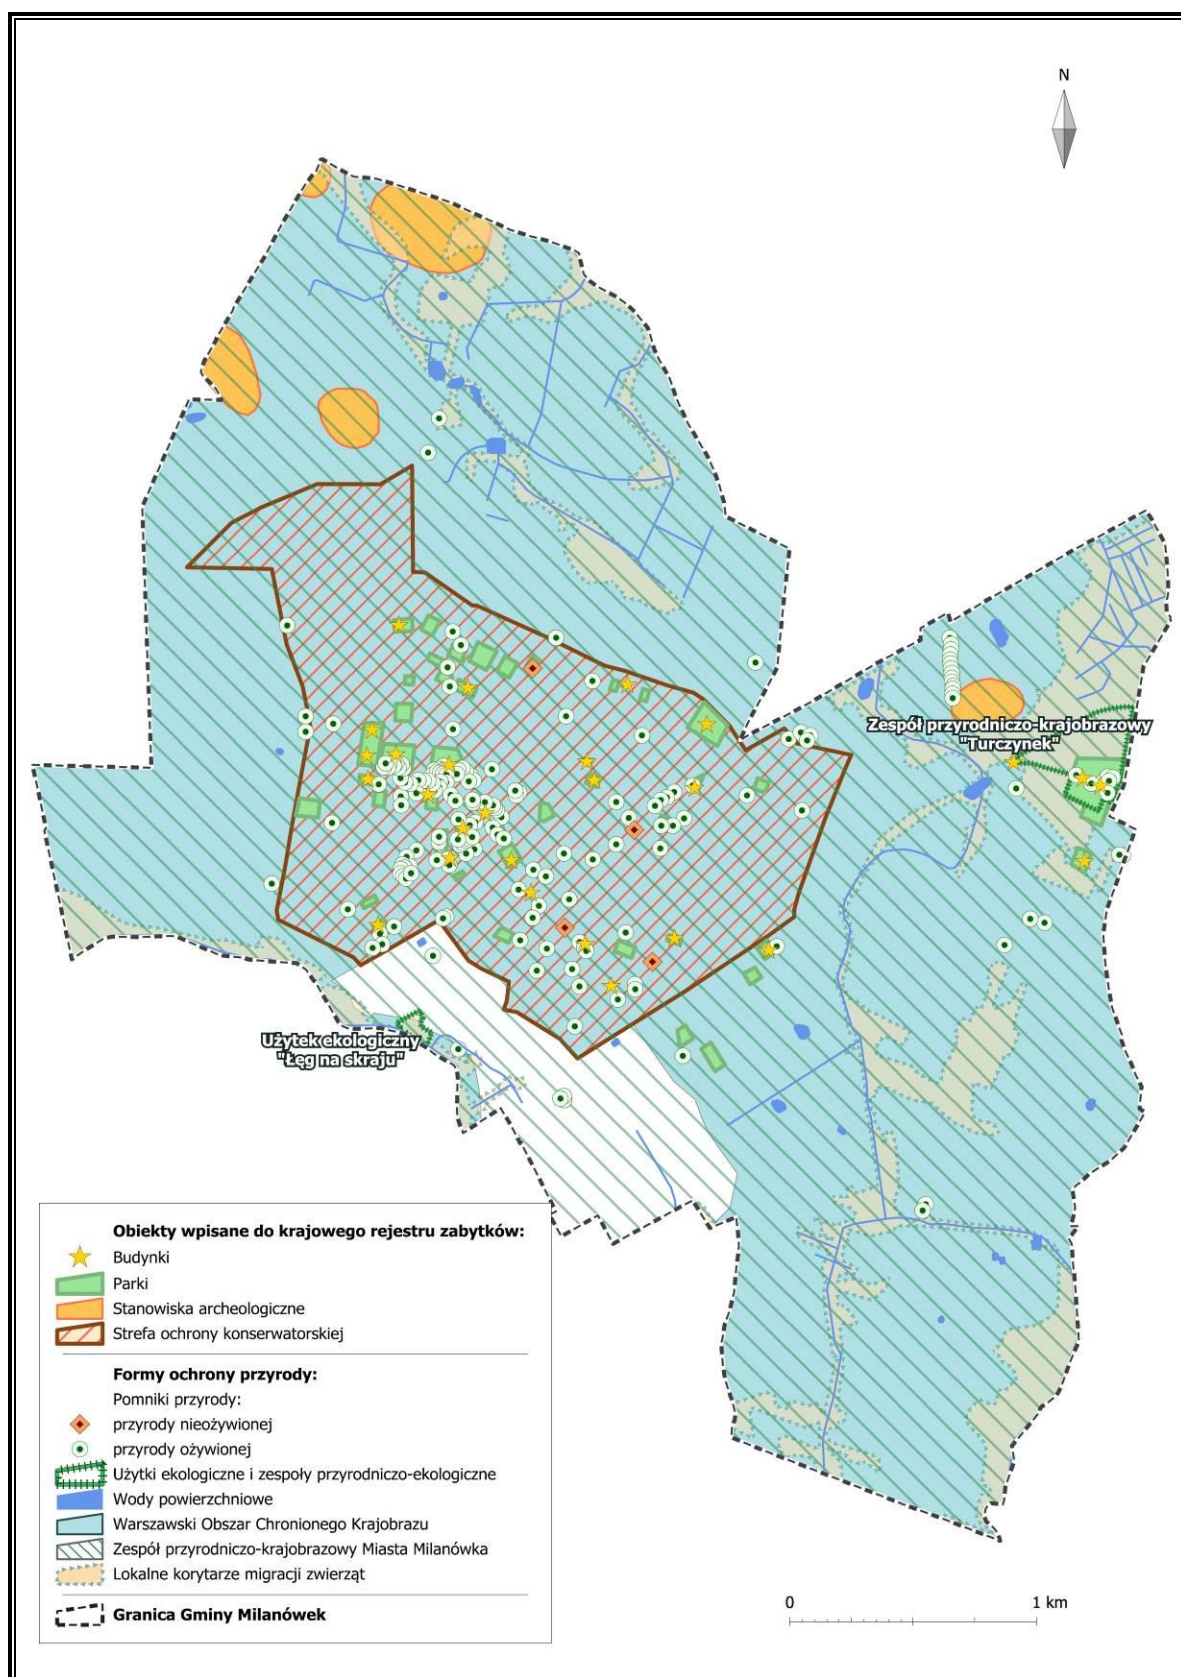 N
Zespół przyrodniczo-krajobrazowy
"Turczynek"
Użytek ekologiczny
"Łęg na skraju"
Obiekty wpisane do krajowego rejestru zabytków:
Budynki
Parki
Stanowiska archeologiczne
Strefa ochrony konserwatorskiej
Formy ochrony przyrody:
Pomniki przyrody:
przyrody nieożywionej
przyrody ożywionej
Użytki ekologiczne i zespoły przyrodniczo-ekologiczne
Wody powierzchniowe
Warszawski Obszar Chronionego Krajobrazu
Zespół przyrodniczo-krajobrazowy Miasta Milanówka
Lokalne korytarze migracji zwierząt
Granica Gminy Milanówek
0 1 km